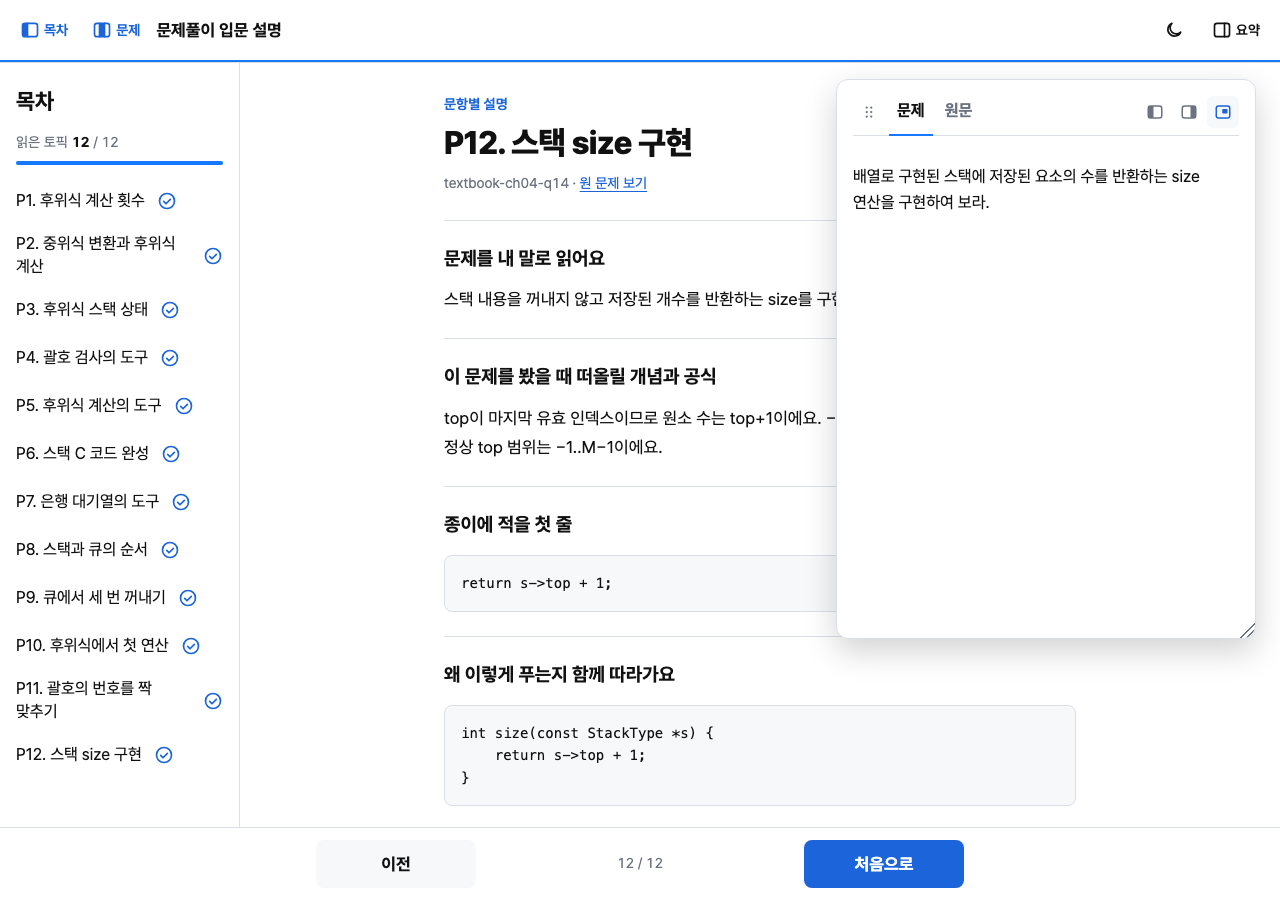 목차
문제
문제풀이 입문 설명
요약
목차
읽은 토픽 12 / 12
P1. 후위식 계산 횟수
P2. 중위식 변환과 후위식
계산
P3. 후위식 스택 상태
P4. 괄호 검사의 도구
P5. 후위식 계산의 도구
P6. 스택 C 코드 완성
P7. 은행 대기열의 도구
P8. 스택과 큐의 순서
P9. 큐에서 세 번 꺼내기
P10. 후위식에서 첫 연산
P11. 괄호의 번호를 짝
맞추기
P12. 스택 size 구현
문항별 설명
P12. 스택 size 구현
textbook-ch04-q14 · 원 문제 보기
문제를 내 말로 읽어요
스택 내용을 꺼내지 않고 저장된 개수를 반환하는 size를
이 문제를 봤을 때 떠올릴 개념과 공식
top이 마지막 유효 인덱스이므로 원소 수는 top+1이에요. −
정상 top 범위는 −1..M−1이에요.
종이에 적을 첫 줄
return s->top + 1;
왜 이렇게 푸는지 함께 따라가요
int size(const StackType *s) {
    return s->top + 1;
}
문제
원문
배열로 구현된 스택에 저장된 요소의 수를 반환하는 size
연산을 구현하여 보라.
이전
12 / 12
처음으로